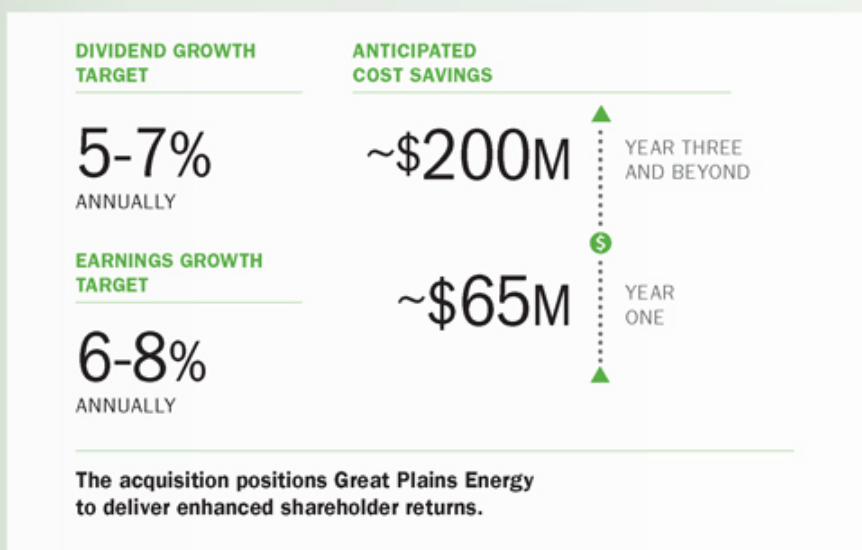 DIVIDEND GROWTH
TARGET
5-7%
ANNUALLY
EARNINGS GROWTH
TARGET
6-8%
ANNUALLY
ANTICIPATED
COST SAVINGS
~$200M
YEAR THREE
AND BEYOND
$
~$65M
YEAR
ONE
The acquisition positions Great Plains Energy
to deliver enhanced shareholder returns.